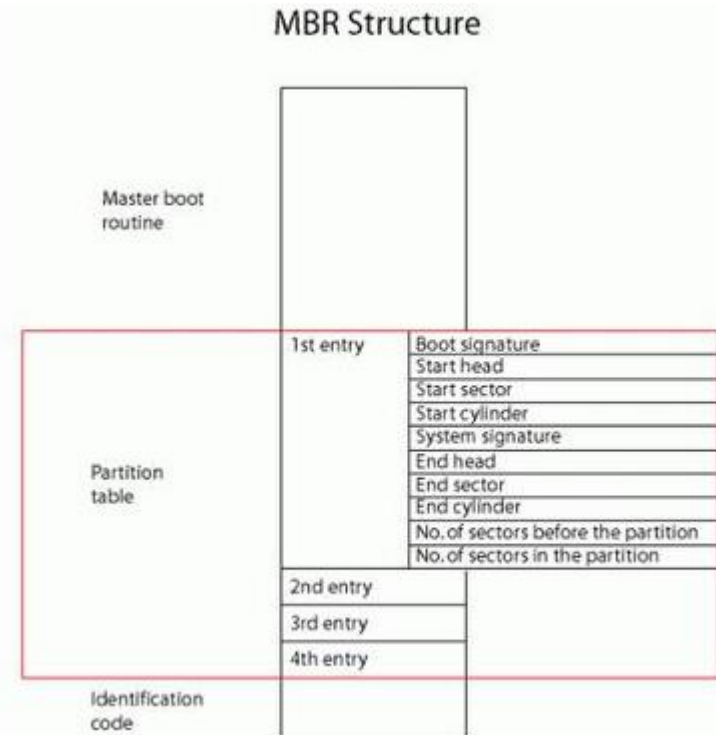 MBR Structure
Master boot
routine
1st entry
Boot signature
Start head
Start sector
Start cylinder
System signature
End head
End sector
End cylinder
No. of sectors before the partition
No. of sectors in the partition
Partition
table
2nd entry
3rd entry
4th entry
Identification
code